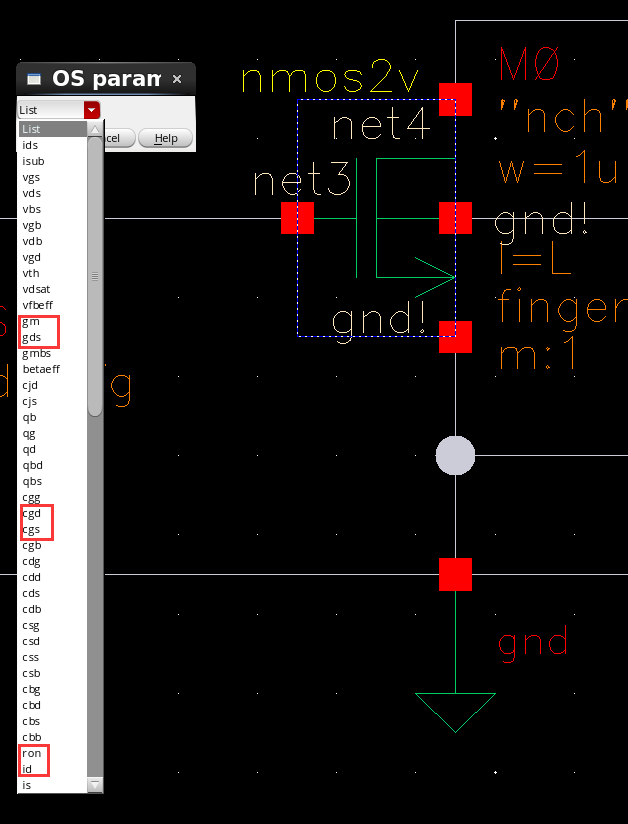 OS param
List
cel
Help
List
ids
isub
vgs
vds
vbs
vgb
vdb
vgd
vth
vdsat
vfbeff
gm
gds
gmbs
betaeff
cjd
cjs
qb
qg
qd
qbd
qbs
cgg
cgd
cgs
cgb
cdg
cdd
cds
cdb
csg
csd
css
csb
cbg
cbd
cbs
cbb
ron
id
is
nmos2v
M0
"nch"
net4
net3
w=1u
gnd!
l=L
gnd!
finger
m:1
g
gnd